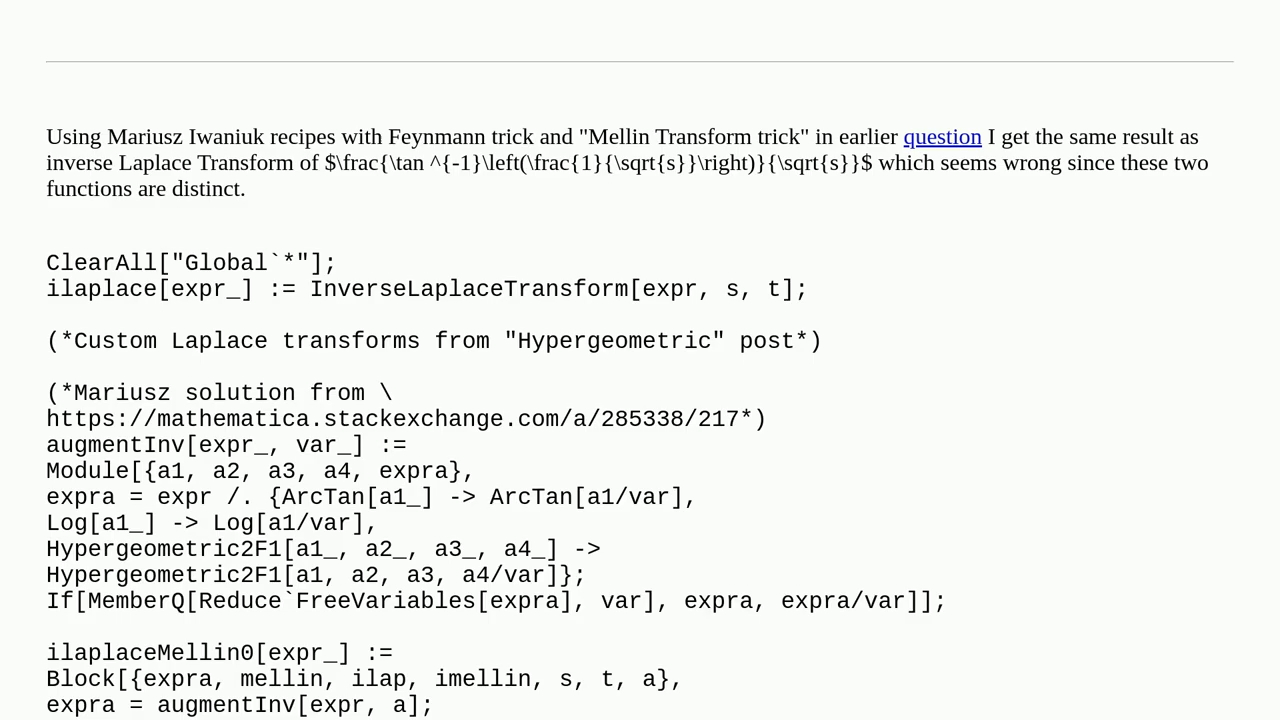 Using Mariusz Iwaniuk recipes with Feynmann trick and "Mellin Transform trick" in earlier question I get the same result as
inverse Laplace Transform of $\frac{\tan ^{-1}\left(\frac{1}{\sqrt{s}}\right)}{\sqrt{s}}$ which seems wrong since these two
functions are distinct.
ClearAll["Global`*"];
ilaplace[expr_] := InverseLaplaceTransform[expr, s, t];
(*Custom Laplace transforms from "Hypergeometric" post*)
(*Mariusz solution from \
https://mathematica.stackexchange.com/a/285338/217*)
augmentInv[expr_, var_] :=
Module[{a1, a2, a3, a4, expra},
expra = expr /. {ArcTan[a1_] -> ArcTan[a1/var],
Log[a1_] -> Log[a1/var],
Hypergeometric2F1[a1_, a2_, a3_, a4_] ->
Hypergeometric2F1[a1, a2, a3, a4/var]};
If[MemberQ[Reduce`FreeVariables[expra], var], expra, expra/var]];
ilaplaceMellin0[expr_] :=
Block[{expra, mellin, ilap, imellin, s, t, a},
expra = augmentInv[expr, a];